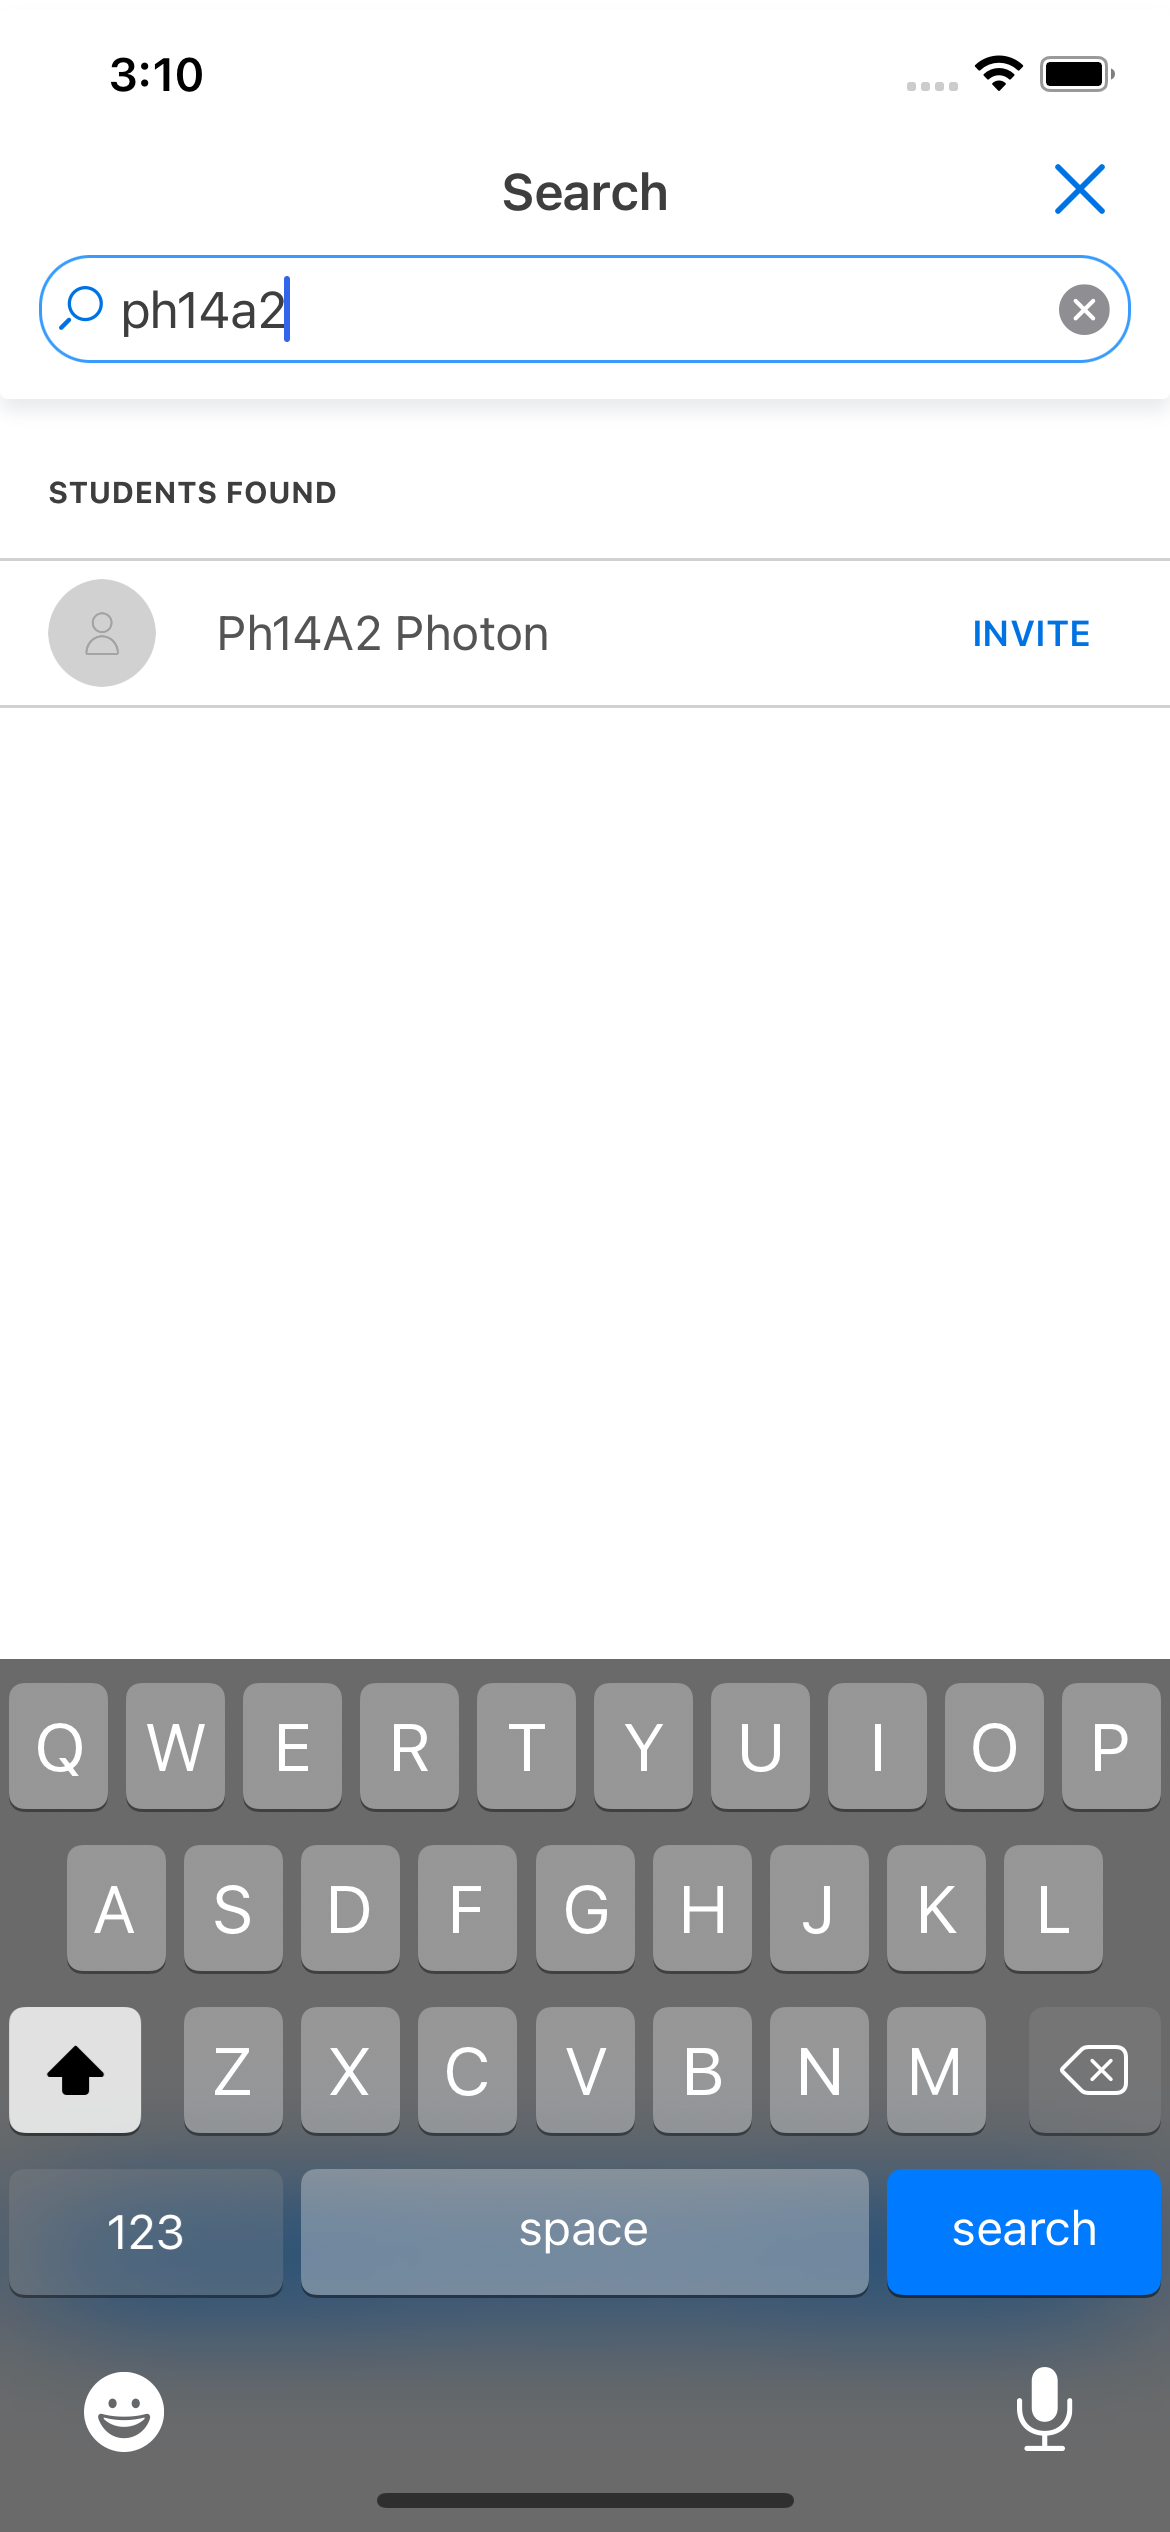 3:10
Search
ph14a2
STUDENTS FOUND
Ph14A2 Photon INVITE
Q W E R T Y U I O P
A S D F G H J K L
Z X C V B N M
123 space search